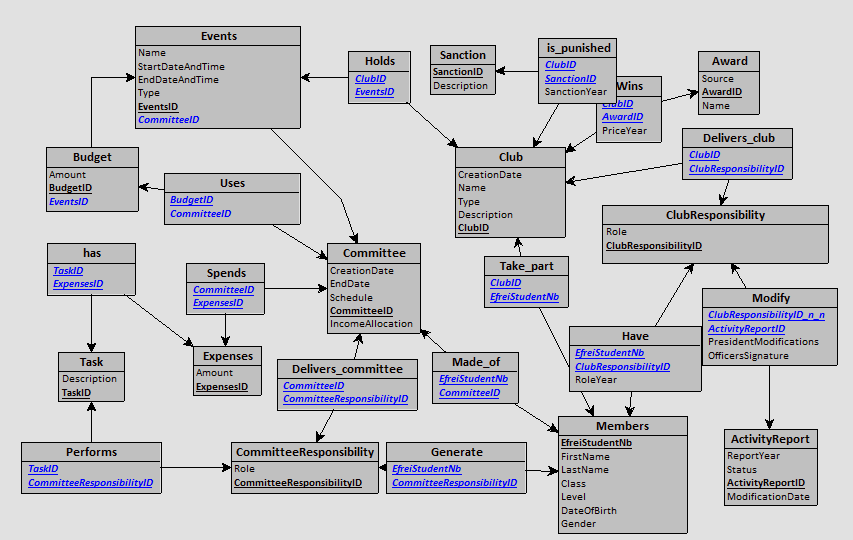 Events
Name
StartDateAndTime
EndDateAndTime
Type
EventsID
CommitteeID
Holds
ClubID
EventsID
Sanction
SanctionID
Description
is_punished
ClubID
SanctionID
SanctionYear
Wins
ClubID
AwardID
PriceYear
Award
Source
AwardID
Name
Budget
Amount
BudgetID
EventsID
Uses
BudgetID
CommitteeID
Club
CreationDate
Name
Type
Description
ClubID
Delivers_club
ClubID
ClubResponsibilityID
ClubResponsibility
Role
ClubResponsibilityID
has
TaskID
ExpensesID
Spends
CommitteeID
ExpensesID
Committee
CreationDate
EndDate
Schedule
CommitteeID
IncomeAllocation
Take_part
ClubID
EfreiStudentNb
Modify
ClubResponsibilityID_n_n
ActivityReportID
PresidentModifications
OfficersSignature
Have
EfreiStudentNb
ClubResponsibilityID
RoleYear
Task
Description
TaskID
Expenses
Amount
ExpensesID
Delivers_committee
CommitteeID
CommitteeResponsibilityID
Made_of
EfreiStudentNb
CommitteeID
Performs
TaskID
CommitteeResponsibilityID
CommitteeResponsibility
Role
CommitteeResponsibilityID
Generate
EfreiStudentNb
CommitteeResponsibilityID
Members
EfreiStudentNb
FirstName
LastName
Class
Level
DateOfBirth
Gender
ActivityReport
ReportYear
Status
ActivityReportID
ModificationDate